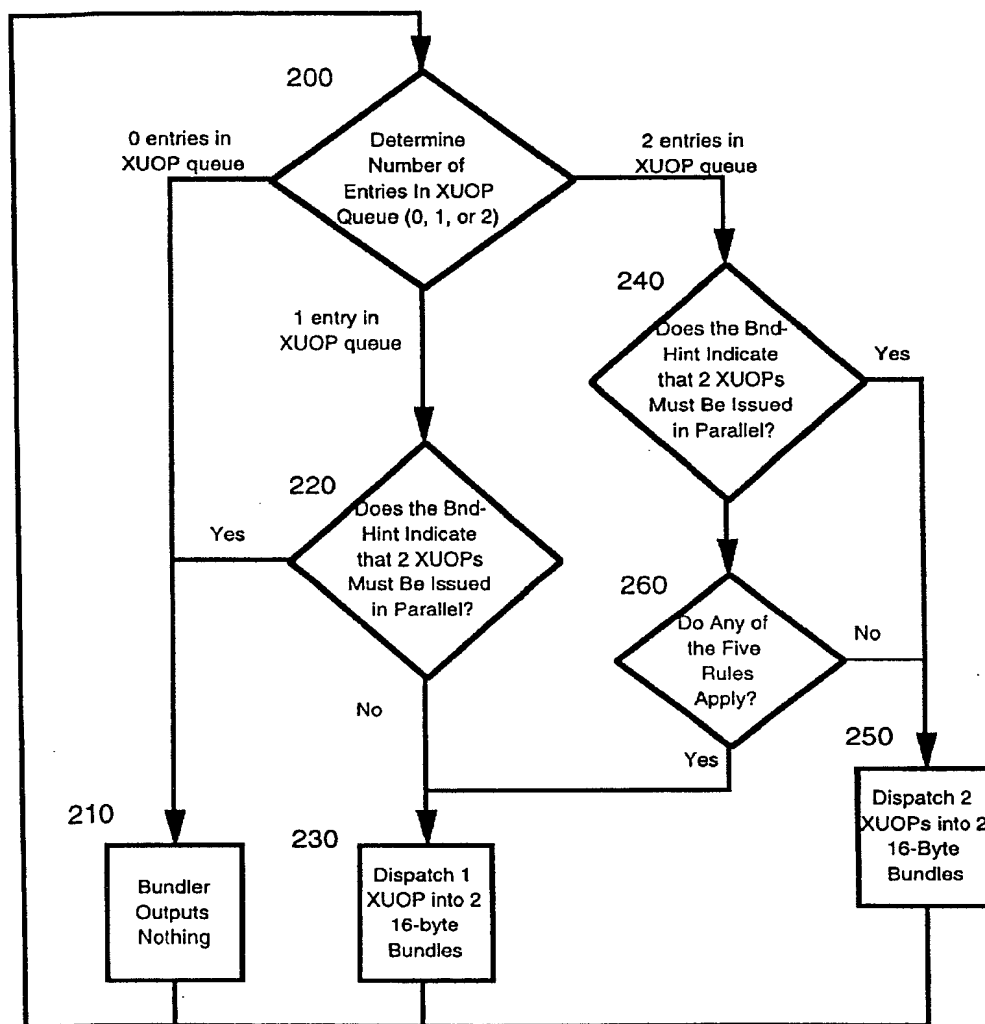 200
0 entries in
XUOP queue
Determine
Number of
Entries In XUOP
Queue (0, 1, or 2)
2 entries in
XUOP queue
1 entry in
XUOP queue
240
Does the Bnd-
Hint Indicate
that 2 XUOPs
Must Be Issued
in Parallel?
Yes
220
Does the Bnd-
Hint Indicate
that 2 XUOPs
Must Be Issued
in Parallel?
Yes
No
260
Do Any of
the Five
Rules
Apply?
No
Yes
250
Dispatch 2
XUOPs into 2
16-Byte
Bundles
210
Bundler
Outputs
Nothing
230
Dispatch 1
XUOP into 2
16-byte
Bundles